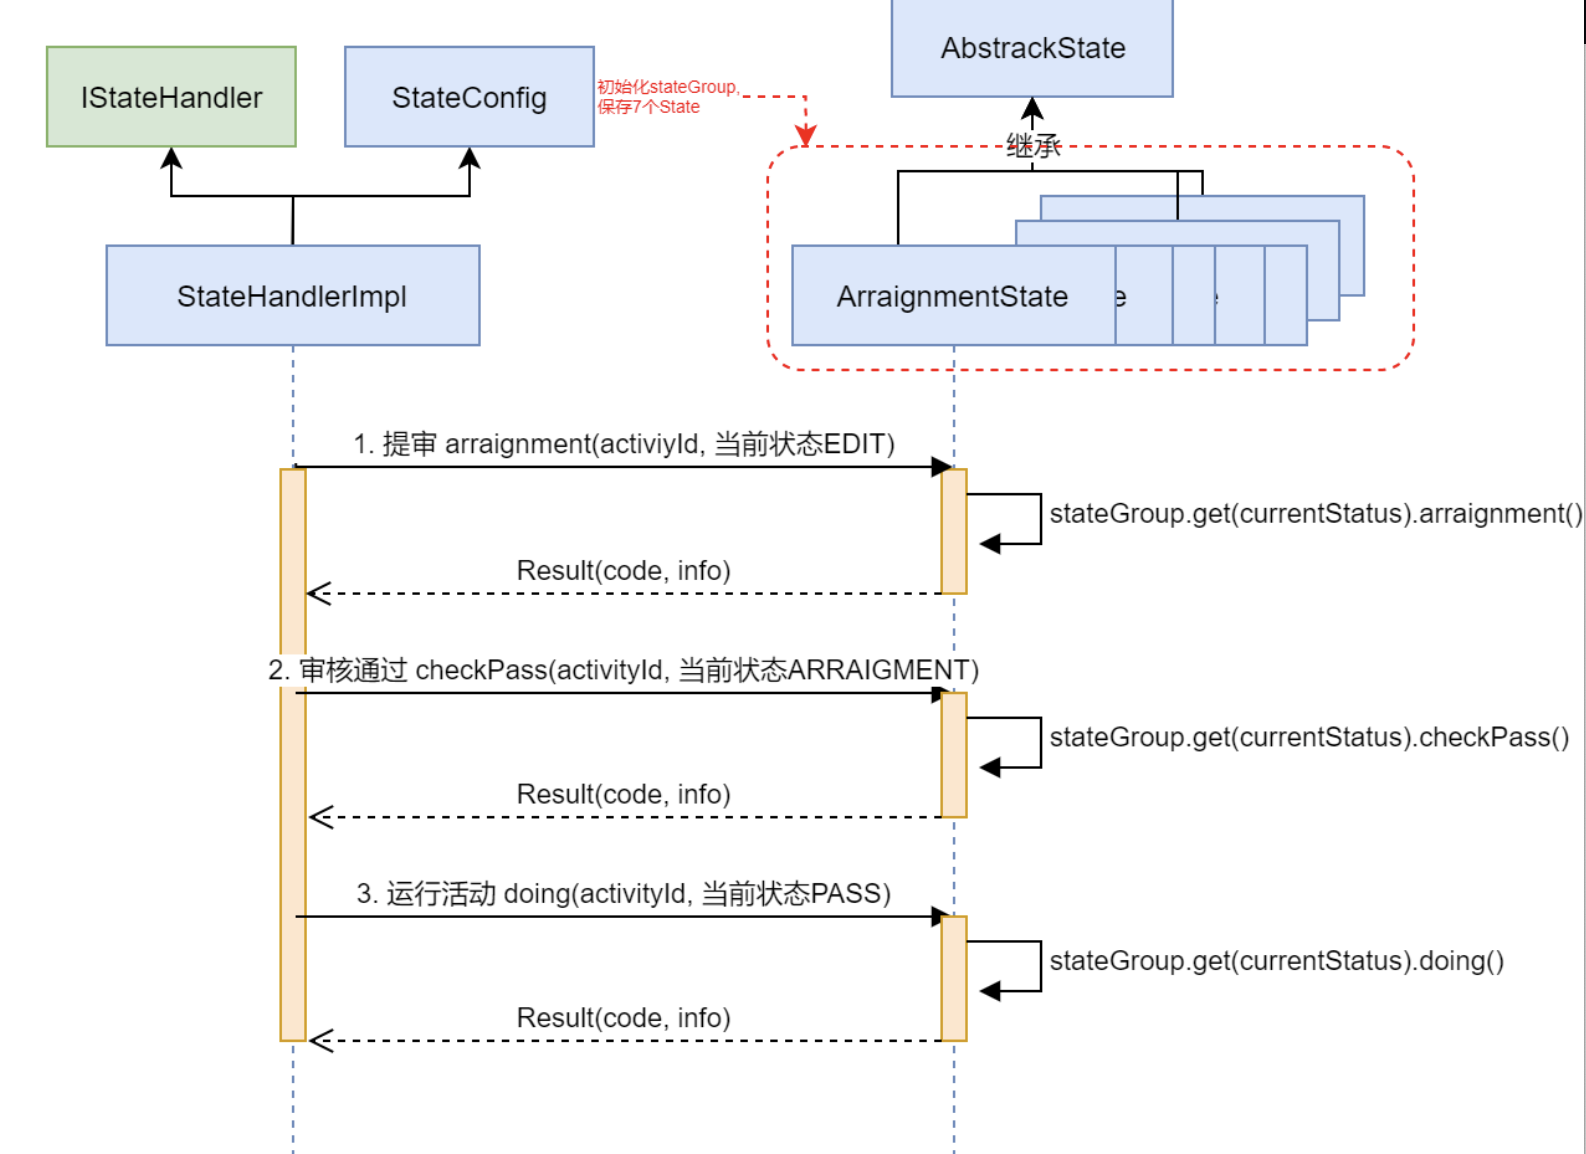 AbstrackState
IStateHandler
StateConfig
初始化stateGroup,
保存7个State
继承
StateHandlerImpl
ArraignmentState
e
1. 提审 arraignment(activiyId, 当前状态EDIT)
stateGroup.get(currentStatus).arraignment()
Result(code, info)
2. 审核通过 checkPass(activityId, 当前状态ARRAIGMENT)
stateGroup.get(currentStatus).checkPass()
Result(code, info)
3. 运行活动 doing(activityId, 当前状态PASS)
stateGroup.get(currentStatus).doing()
Result(code, info)